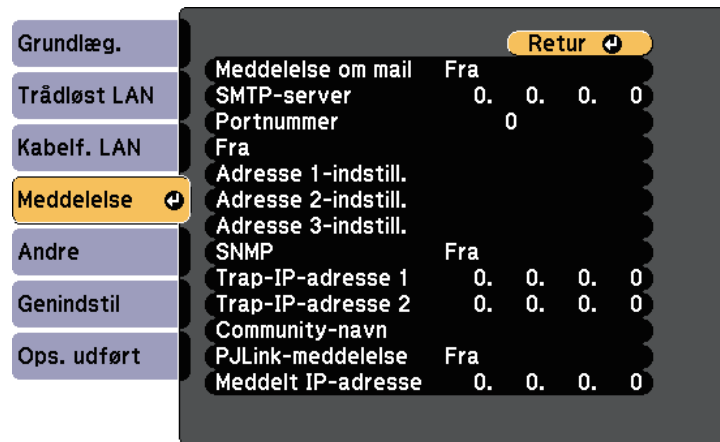 Grundlæg.
Trådløst LAN
Kabelf. LAN
Meddelelse
Andre
Genindstil
Ops. udført
Retur
Meddelelse om mail Fra
SMTP-server 0. 0. 0. 0
Portnummer 0
Fra
Adresse 1-indstill.
Adresse 2-indstill.
Adresse 3-indstill.
SNMP Fra
Trap-IP-adresse 1 0. 0. 0. 0
Trap-IP-adresse 2 0. 0. 0. 0
Community-navn
PJLink-meddelelse Fra
Meddelt IP-adresse 0. 0. 0. 0